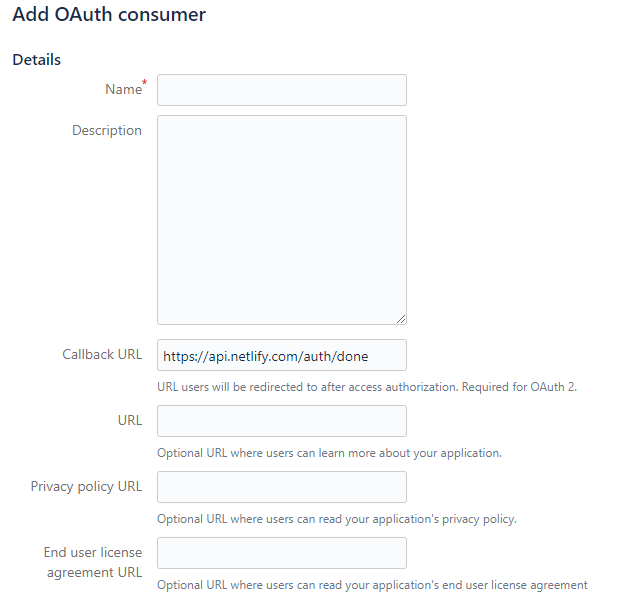 Add OAuth consumer
Details
Name*
Description
Callback URL
https://api.netlify.com/auth/done
URL users will be redirected to after access authorization. Required for OAuth 2.
URL
Optional URL where users can learn more about your application.
Privacy policy URL
Optional URL where users can read your application's privacy policy.
End user license
agreement URL
Optional URL where users can read your application's end user license agreement